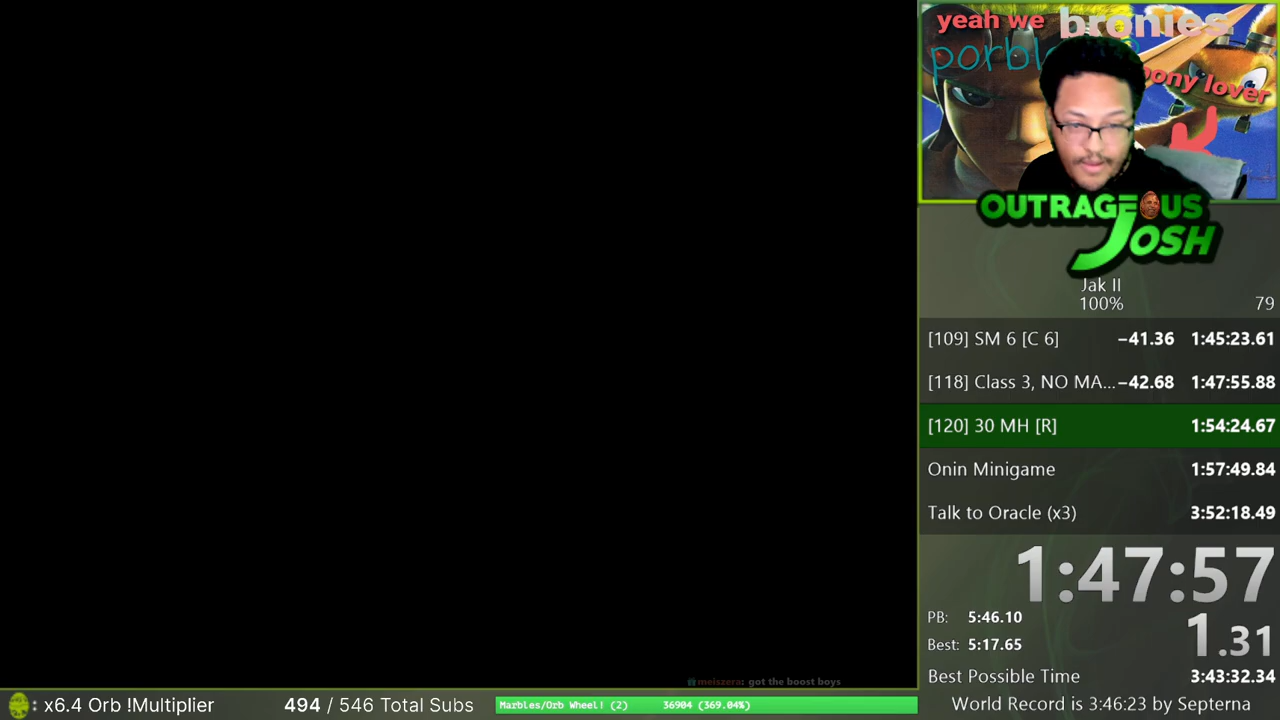 yeah we bronies
pony lover
OUTRAGEOUS
JOSH
Jak II
100% 79
[109] SM 6 [C 6] −41.36 1:45:23.61
[118] Class 3, NO MA... −42.68 1:47:55.88
[120] 30 MH [R] 1:54:24.67
Onin Minigame 1:57:49.84
Talk to Oracle (x3) 3:52:18.49
1:47:57
PB: 5:46.10
1.31
Best: 5:17.65
Best Possible Time 3:43:32.34
World Record is 3:46:23 by Septerna
meiszera: got the boost boys
: x6.4 Orb !Multiplier 494 / 546 Total Subs Marbles/Orb Wheel! (2) 36904 (369.04%)